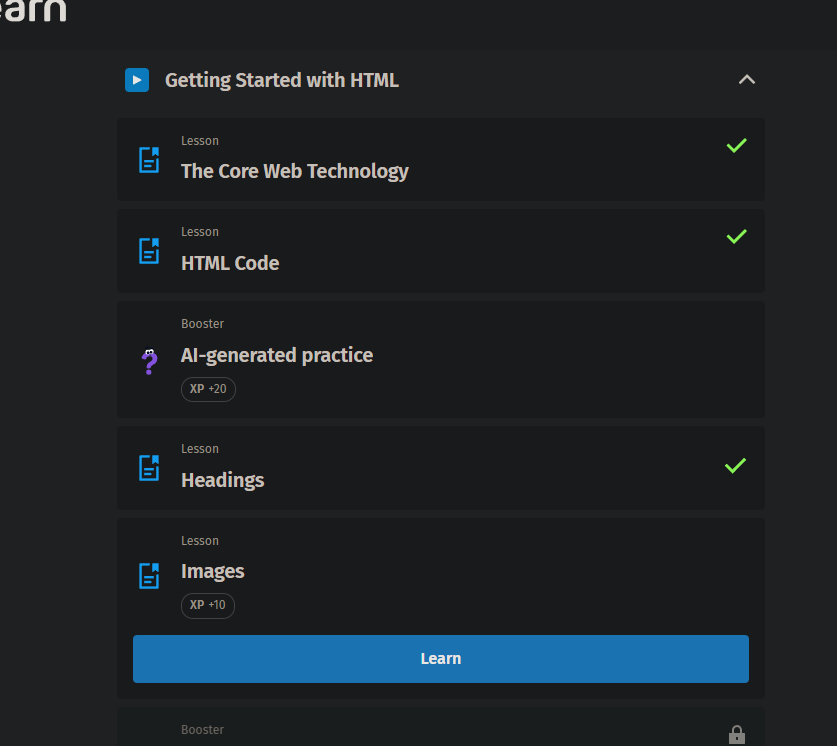 earn
Getting Started with HTML
Lesson
The Core Web Technology
Lesson
HTML Code
Booster
AI-generated practice
XP +20
Lesson
Headings
Lesson
Images
XP +10
Learn
Booster